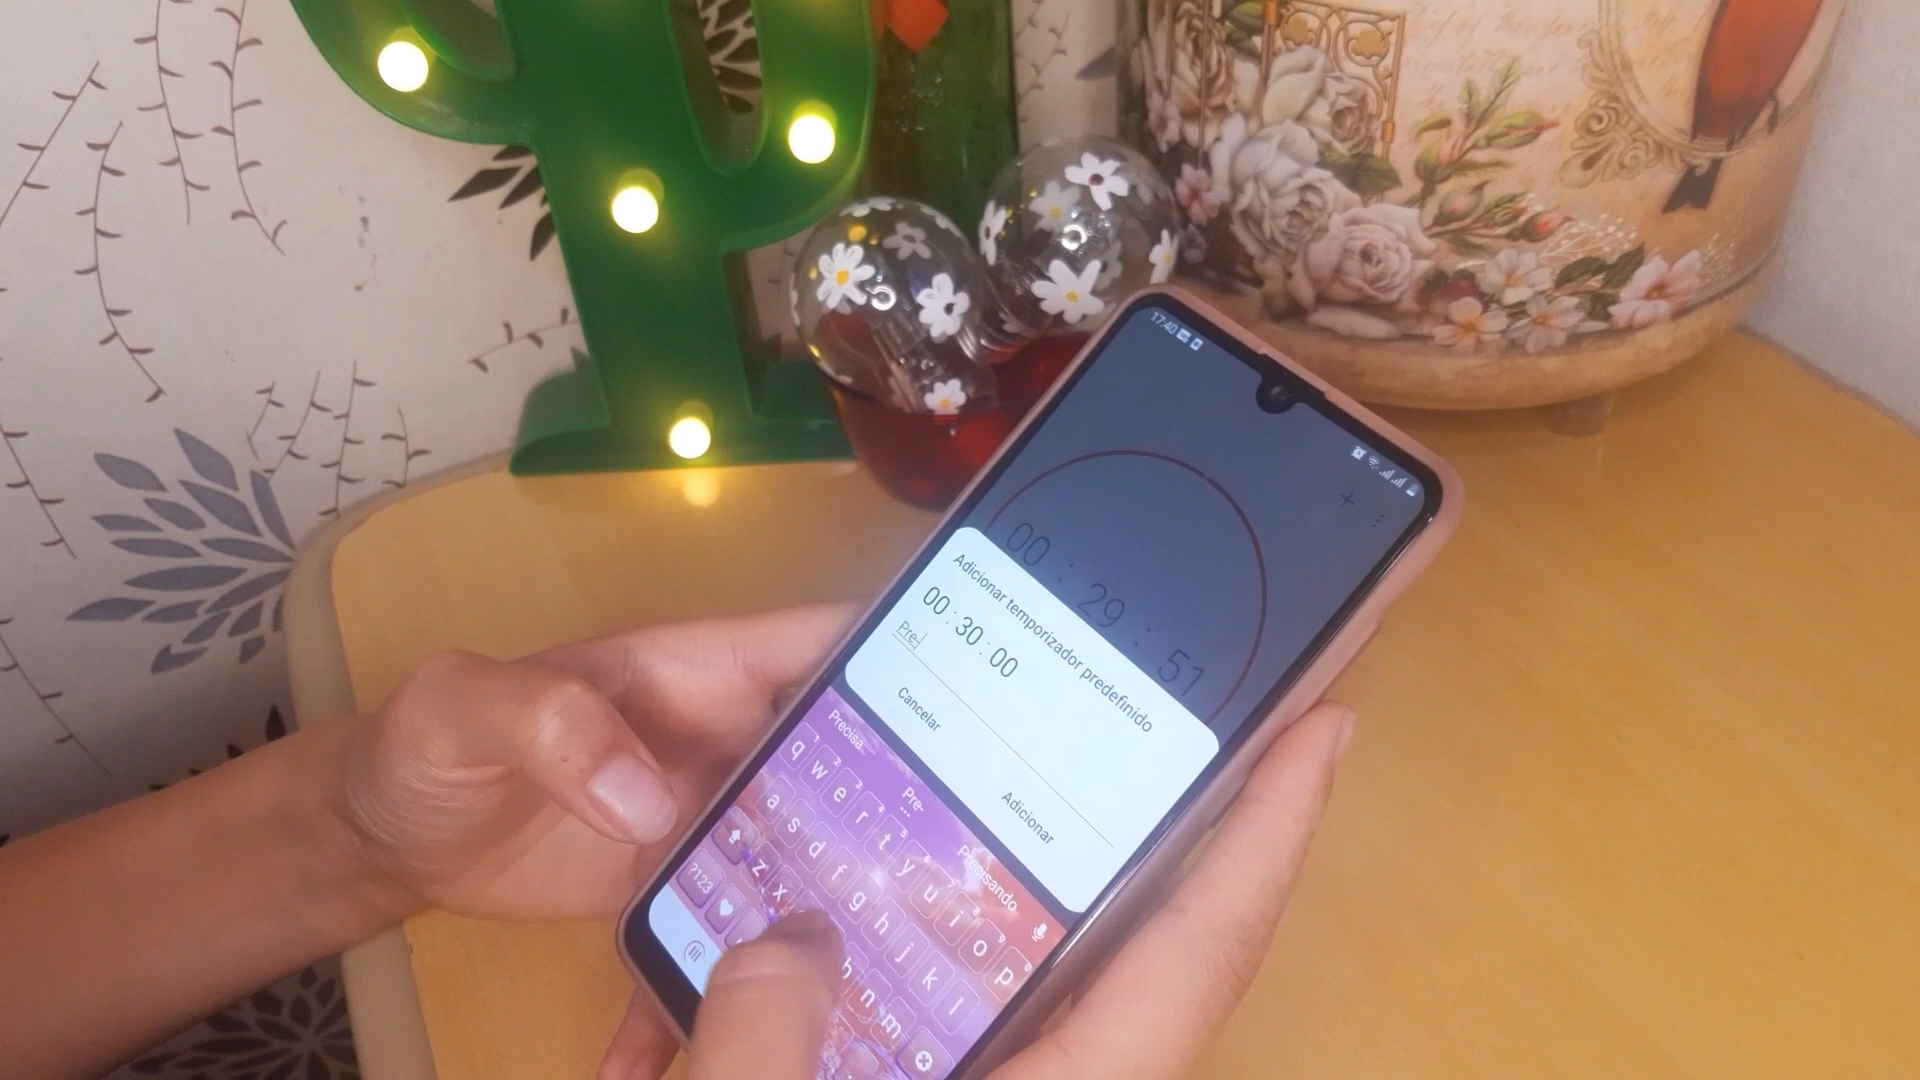 17:40
00 : 29 : 51
Adicionar temporizador predefinido
00 : 30 : 00
Pre-
Cancelar
Adicionar
Precisa
Pre-
Precisando
q w e r t y u i o p
a s d f g h j k l
z x b n m
?123